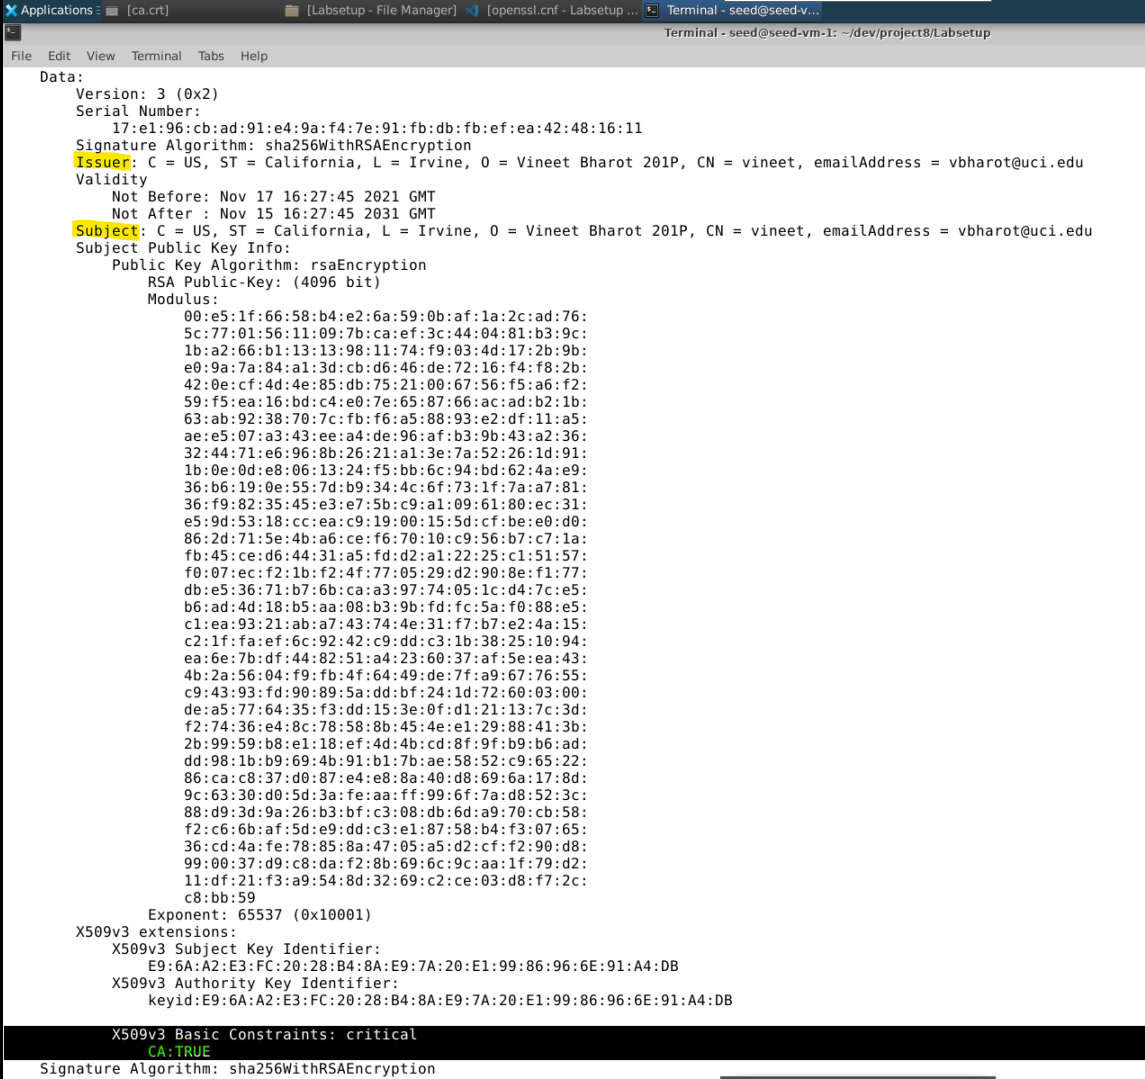 Applications : [ca.crt] [Labsetup - File Manager] [openssl.cnf - Labsetup ... Terminal - seed@seed-v...
Terminal - seed@seed-vm-1: ~/dev/project8/Labsetup
File Edit View Terminal Tabs Help
Data:
Version: 3 (0x2)
Serial Number:
17:e1:96:cb:ad:91:e4:9a:f4:7e:91:fb:db:fb:ef:ea:42:48:16:11
Signature Algorithm: sha256WithRSAEncryption
Issuer: C = US, ST = California, L = Irvine, O = Vineet Bharot 201P, CN = vineet, emailAddress = vbharot@uci.edu
Validity
Not Before: Nov 17 16:27:45 2021 GMT
Not After : Nov 15 16:27:45 2031 GMT
Subject: C = US, ST = California, L = Irvine, O = Vineet Bharot 201P, CN = vineet, emailAddress = vbharot@uci.edu
Subject Public Key Info:
Public Key Algorithm: rsaEncryption
RSA Public-Key: (4096 bit)
Modulus:
00:e5:1f:66:58:b4:e2:6a:59:0b:af:1a:2c:ad:76:
5c:77:01:56:11:09:7b:ca:ef:3c:44:04:81:b3:9c:
1b:a2:66:b1:13:13:98:11:74:f9:03:4d:17:2b:9b:
e0:9a:7a:84:a1:3d:cb:d6:46:de:72:16:f4:f8:2b:
42:0e:cf:4d:4e:85:db:75:21:00:67:56:f5:a6:f2:
59:f5:ea:16:bd:c4:e0:7e:65:87:66:ac:ad:b2:1b:
63:ab:92:38:70:7c:fb:f6:a5:88:93:e2:df:11:a5:
ae:e5:07:a3:43:ee:a4:de:96:af:b3:9b:43:a2:36:
32:44:71:e6:96:8b:26:21:a1:3e:7a:52:26:1d:91:
1b:0e:0d:e8:06:13:24:f5:bb:6c:94:bd:62:4a:e9:
36:b6:19:0e:55:7d:b9:34:4c:6f:73:1f:7a:a7:81:
36:f9:82:35:45:e3:e7:5b:c9:a1:09:61:80:ec:31:
e5:9d:53:18:cc:ea:c9:19:00:15:5d:cf:be:e0:d0:
86:2d:71:5e:4b:a6:ce:f6:70:10:c9:56:b7:c7:1a:
fb:45:ce:d6:44:31:a5:fd:d2:a1:22:25:c1:51:57:
f0:07:ec:f2:1b:f2:4f:77:05:29:d2:90:8e:f1:77:
db:e5:36:71:b7:6b:ca:a3:97:74:05:1c:d4:7c:e5:
b6:ad:4d:18:b5:aa:08:b3:9b:fd:fc:5a:f0:88:e5:
c1:ea:93:21:ab:a7:43:74:4e:31:f7:b7:e2:4a:15:
c2:1f:fa:ef:6c:92:42:c9:dd:c3:1b:38:25:10:94:
ea:6e:7b:df:44:82:51:a4:23:60:37:af:5e:ea:43:
4b:2a:56:04:f9:fb:4f:64:49:de:7f:a9:67:76:55:
c9:43:93:fd:90:89:5a:dd:bf:24:1d:72:60:03:00:
de:a5:77:64:35:f3:dd:15:3e:0f:d1:21:13:7c:3d:
f2:74:36:e4:8c:78:58:8b:45:4e:e1:29:88:41:3b:
2b:99:59:b8:e1:18:ef:4d:4b:cd:8f:9f:b9:b6:ad:
dd:98:1b:b9:69:4b:91:b1:7b:ae:58:52:c9:65:22:
86:ca:c8:37:d0:87:e4:e8:8a:40:d8:69:6a:17:8d:
9c:63:30:d0:5d:3a:fe:aa:ff:99:6f:7a:d8:52:3c:
88:d9:3d:9a:26:b3:bf:c3:08:db:6d:a9:70:cb:58:
f2:c6:6b:af:5d:e9:dd:c3:e1:87:58:b4:f3:07:65:
36:cd:4a:fe:78:85:8a:47:05:a5:d2:cf:f2:90:d8:
99:00:37:d9:c8:da:f2:8b:69:6c:9c:aa:1f:79:d2:
11:df:21:f3:a9:54:8d:32:69:c2:ce:03:d8:f7:2c:
c8:bb:59
Exponent: 65537 (0x10001)
X509v3 extensions:
X509v3 Subject Key Identifier:
E9:6A:A2:E3:FC:20:28:B4:8A:E9:7A:20:E1:99:86:96:6E:91:A4:DB
X509v3 Authority Key Identifier:
keyid:E9:6A:A2:E3:FC:20:28:B4:8A:E9:7A:20:E1:99:86:96:6E:91:A4:DB
X509v3 Basic Constraints: critical
CA:TRUE
Signature Algorithm: sha256WithRSAEncryption